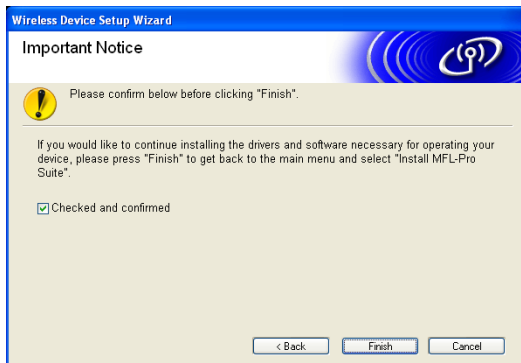 Wireless Device Setup Wizard
Important Notice
Please confirm below before clicking "Finish".
If you would like to continue installing the drivers and software necessary for operating your
device, please press "Finish" to get back to the main menu and select "Install MFL-Pro
Suite".
Checked and confirmed
< Back Finish Cancel